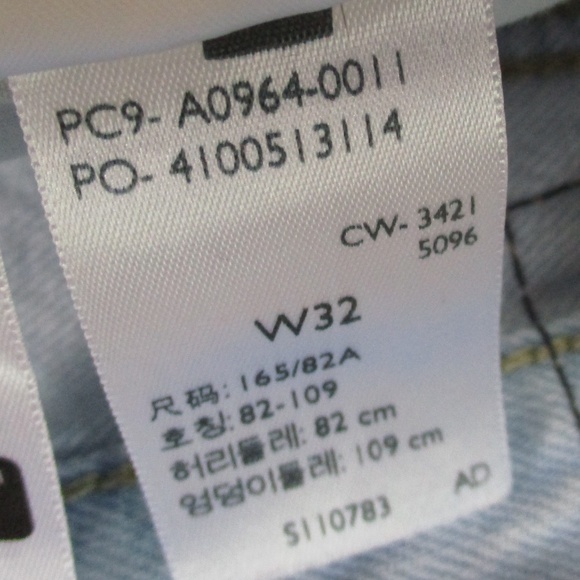 PC9- A0964-0011
PO- 4100513114
CW- 3421
5096
W32
尺码: 165/82A
호칭: 82-109
허리둘레: 82 cm
엉덩이둘레: 109 cm
AD
S110783